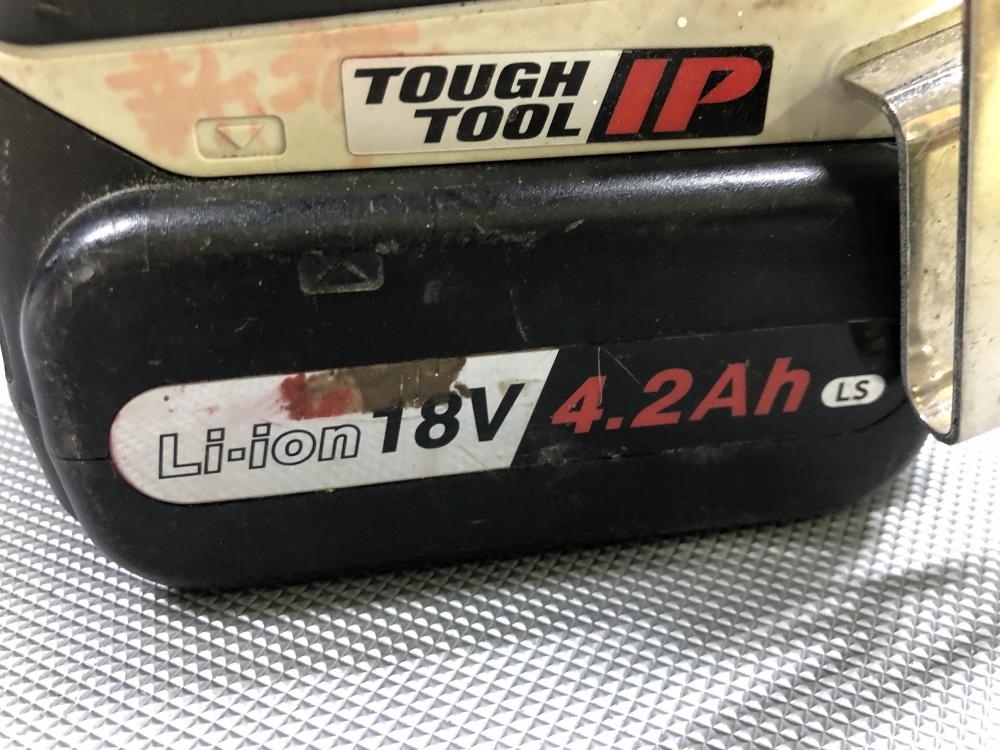 TOUGH
TOOL IP
Li-ion 18V 4.2Ah LS